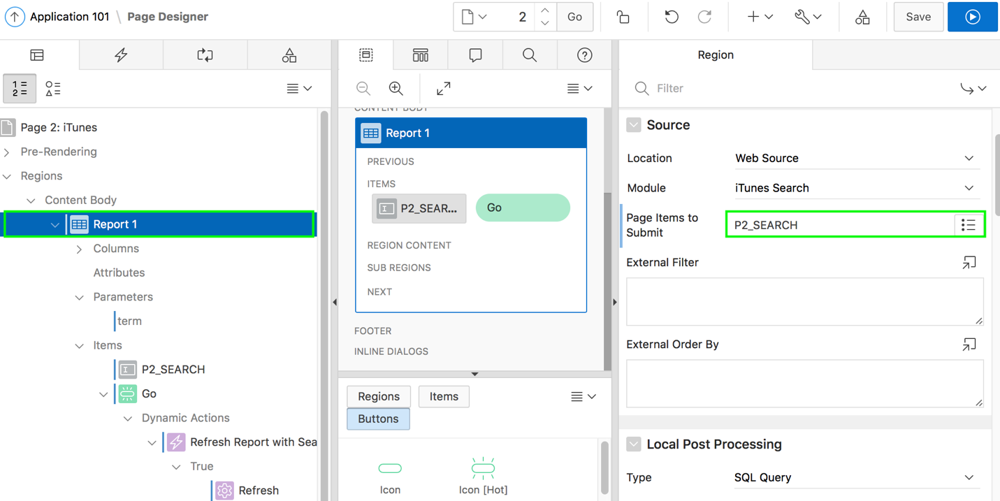 Application 101 \ Page Designer
2
Go
Save
Page 2: iTunes
Pre-Rendering
Regions
Content Body
Report 1
Columns
Attributes
Parameters
term
Items
P2_SEARCH
Go
Dynamic Actions
Refresh Report with Sea
True
Refresh
CONTENT BODY
Report 1
PREVIOUS
ITEMS
P2_SEAR...
Go
REGION CONTENT
SUB REGIONS
NEXT
FOOTER
INLINE DIALOGS
Regions
Items
Buttons
Icon
Icon [Hot]
Region
Filter
Source
Location
Web Source
Module
iTunes Search
Page Items to
Submit
P2_SEARCH
External Filter
External Order By
Local Post Processing
Type
SQL Query